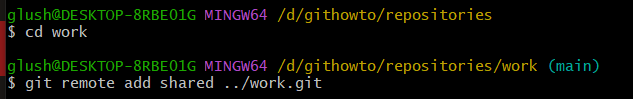 glush@DESKTOP-8RBE01G MINGW64 /d/githowto/repositories
$ cd work
glush@DESKTOP-8RBE01G MINGW64 /d/githowto/repositories/work (main)
$ git remote add shared ../work.git